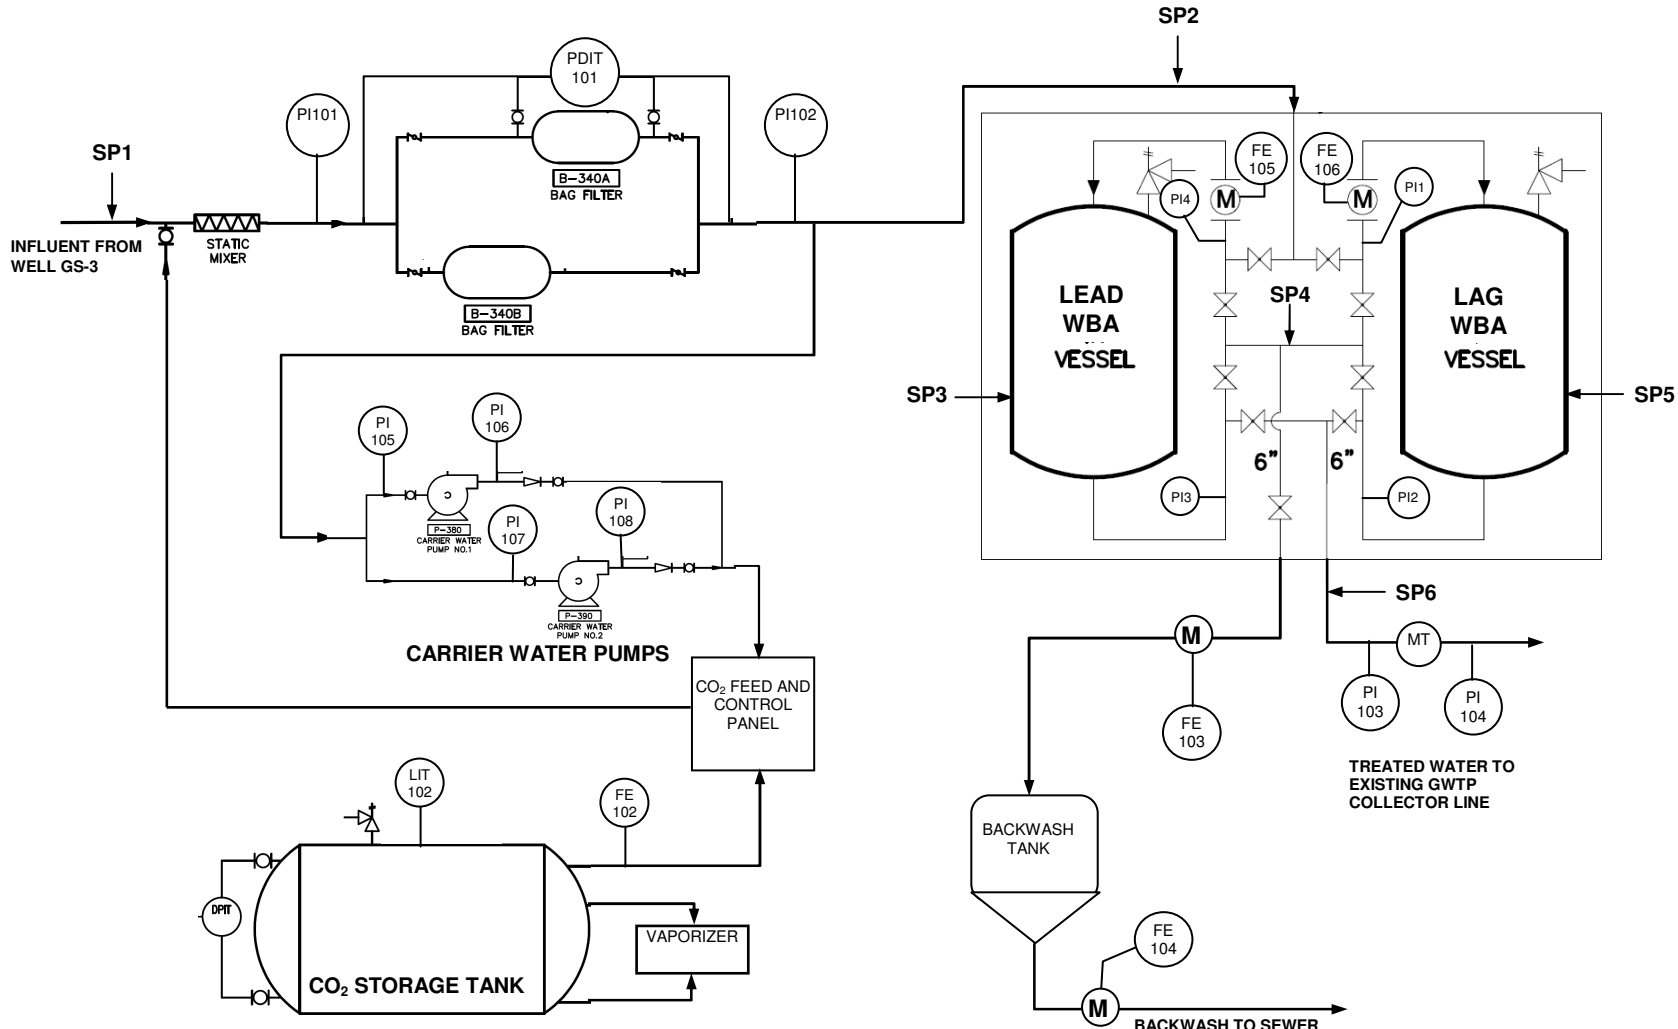 SP2
PDIT
101
PI101
PI102
SP1
B-340A
BAG FILTER
INFLUENT FROM
WELL GS-3
STATIC
MIXER
B-340B
BAG FILTER
FE
105
FE
106
M
M
PI4
PI1
LEAD
WBA
VESSEL
SP4
LAG
WBA
VESSEL
SP3
SP5
6”
6”
PI3
PI2
PI
105
PI
106
P-380
CARRIER WATER
PUMP NO.1
PI
107
PI
108
C
C
P-390
CARRIER WATER
PUMP NO.2
CARRIER WATER PUMPS
SP6
M
MT
FE
103
PI
103
PI
104
TREATED WATER TO
EXISTING GWTP
COLLECTOR LINE
CO₂ FEED AND
CONTROL
PANEL
LIT
102
FE
102
DPIT
VAPORIZER
CO₂ STORAGE TANK
BACKWASH
TANK
FE
104
M
BACKWASH TO SEWER